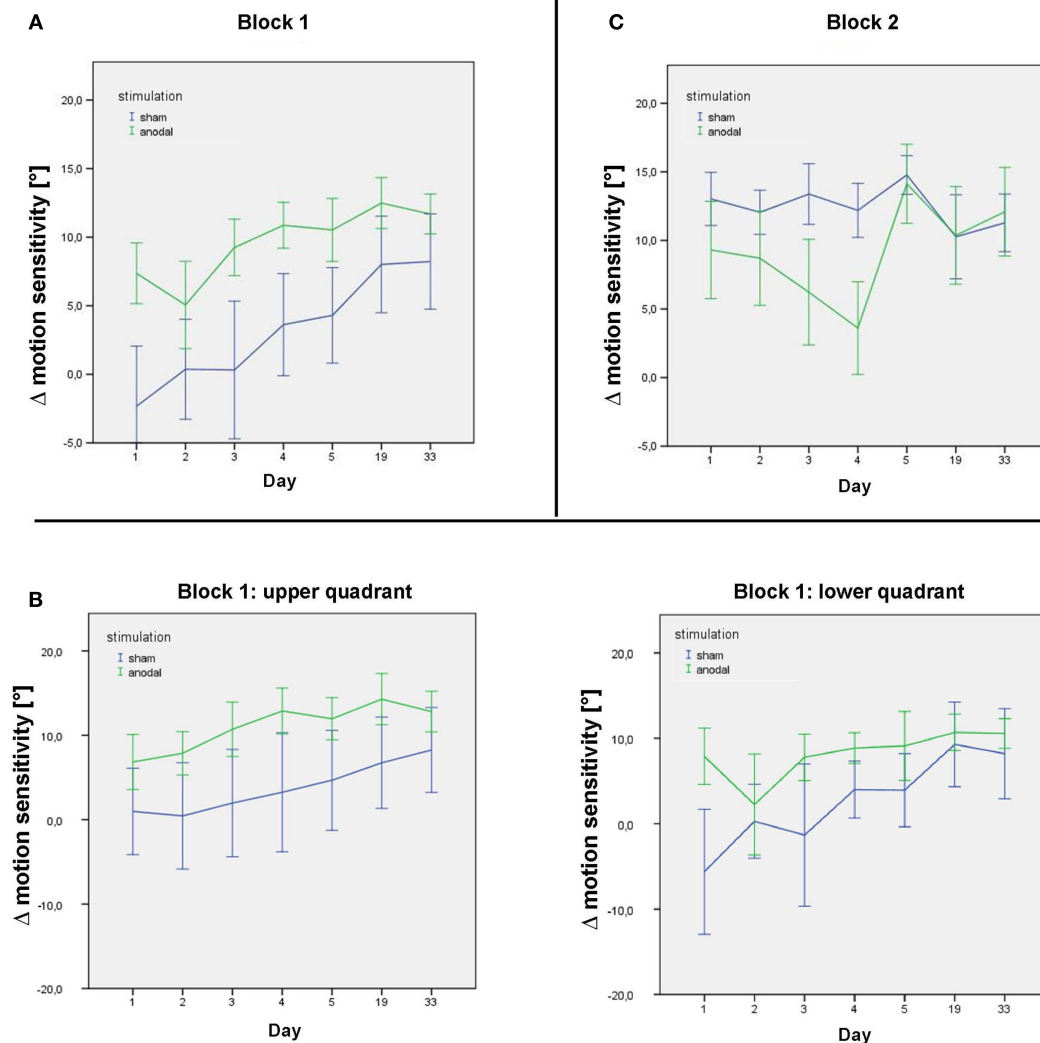 A
Block 1
stimulation
sham
anodal
20,0
15,0
10,0
5,0
0,0
-5,0
Δ motion sensitivity [°]
1 2 3 4 5 19 33
Day
C
Block 2
stimulation
sham
anodal
20,0
15,0
10,0
5,0
0,0
-5,0
Δ motion sensitivity [°]
1 2 3 4 5 19 33
Day
B
Block 1: upper quadrant
stimulation
sham
anodal
20,0
10,0
0,0
-10,0
-20,0
Δ motion sensitivity [°]
1 2 3 4 5 19 33
Day
Block 1: lower quadrant
stimulation
sham
anodal
20,0
10,0
0,0
-10,0
-20,0
Δ motion sensitivity [°]
1 2 3 4 5 19 33
Day